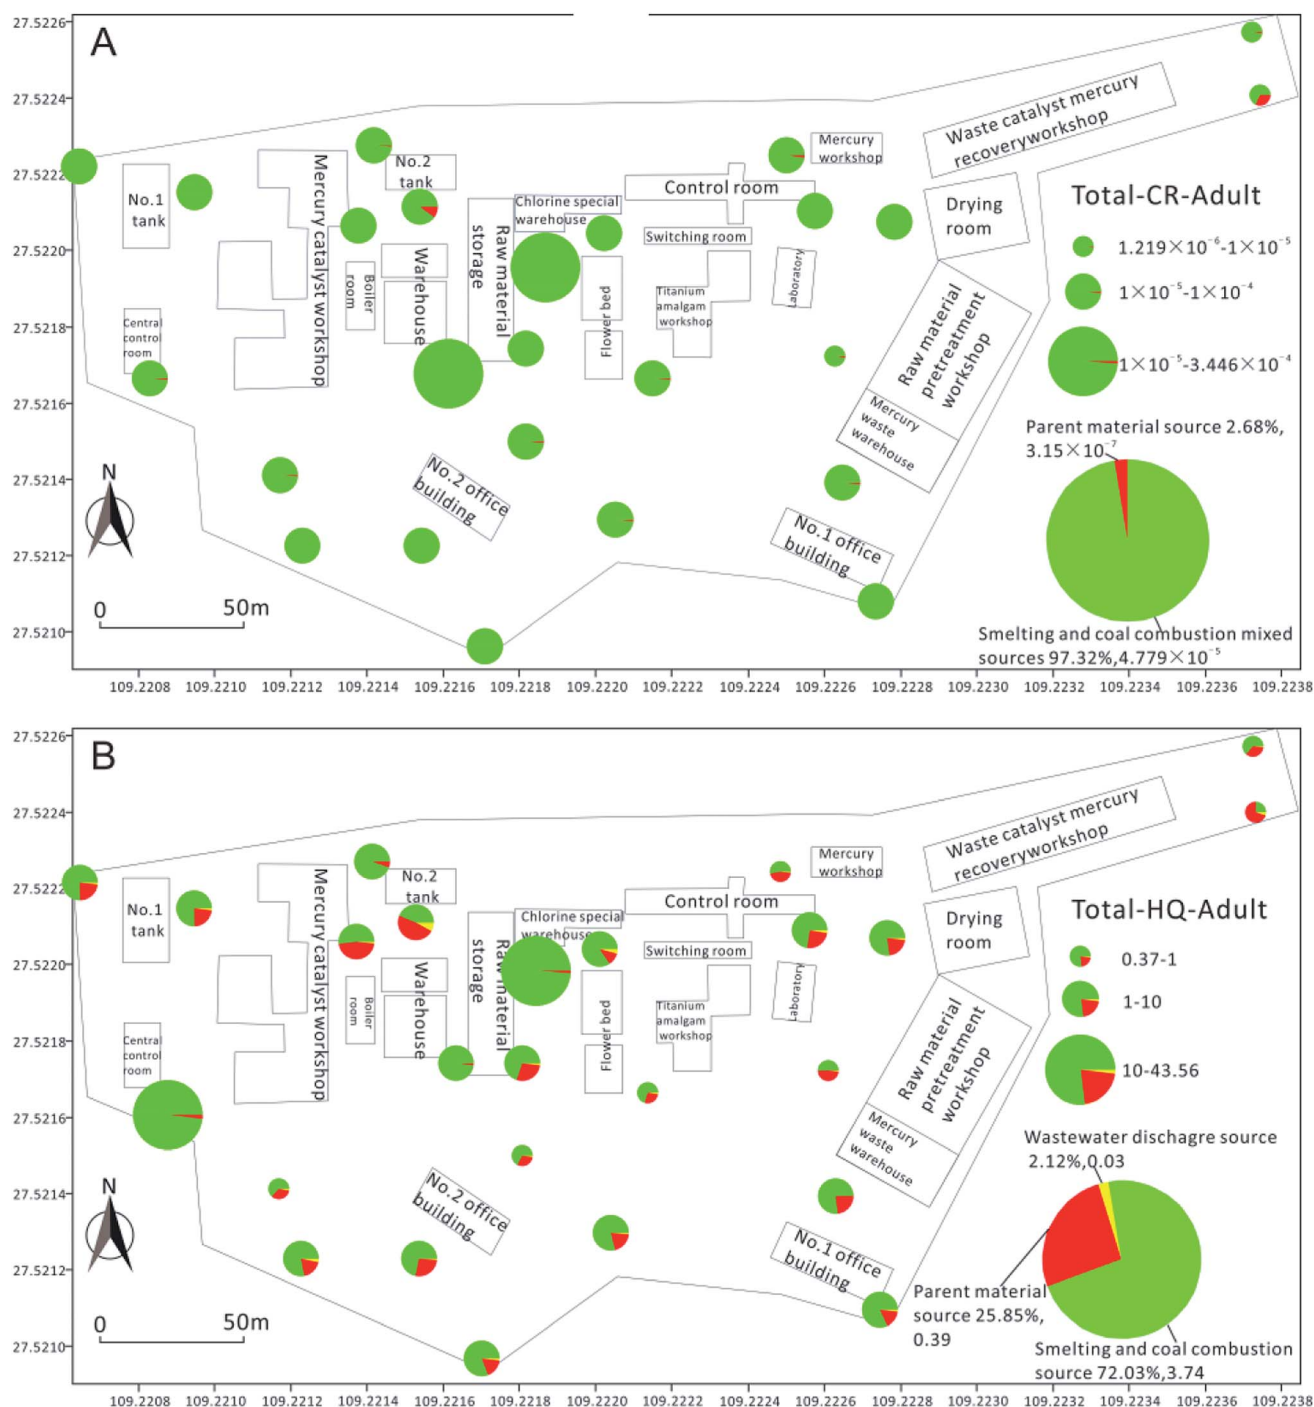 27.5226
A
27.5224
27.5222
27.5220
27.5218
27.5216
27.5214
27.5212
27.5210
No.1
tank
Central
control
room
Mercury catalyst workshop
No.2
tank
Boiler
room
Warehouse
Raw material
storage
Chlorine special
warehouse
Flower bed
Control room
Switching room
Titanium
amalgam
workshop
Laboratory
Mercury
workshop
Waste catalyst mercury
recoveryworkshop
Drying
room
Raw material
pretreatment
workshop
Mercury
waste
warehouse
No.2 office
building
No.1 office
building
N
0 50m
Total-CR-Adult
1.219×10⁻⁶-1×10⁻⁵
1×10⁻⁵-1×10⁻⁴
1×10⁻⁵-3.446×10⁻⁴
Parent material source 2.68%,
3.15×10⁻⁷
Smelting and coal combustion mixed
sources 97.32%,4.779×10⁻⁵
109.2208 109.2210 109.2212 109.2214 109.2216 109.2218 109.2220 109.2222 109.2224 109.2226 109.2228 109.2230 109.2232 109.2234 109.2236 109.2238
27.5226
B
27.5224
27.5222
27.5220
27.5218
27.5216
27.5214
27.5212
27.5210
No.1
tank
Central
control
room
Mercury catalyst workshop
No.2
tank
Boiler
room
Warehouse
Raw material
storage
Chlorine special
warehouse
Flower bed
Control room
Switching room
Titanium
amalgam
workshop
Laboratory
Mercury
workshop
Waste catalyst mercury
recoveryworkshop
Drying
room
Raw material
pretreatment
workshop
Mercury
waste
warehouse
No.2 office
building
No.1 office
building
N
0 50m
Total-HQ-Adult
0.37-1
1-10
10-43.56
Wastewater dischagre source
2.12%,0.03
Parent material
source 25.85%,
0.39
Smelting and coal combustion
source 72.03%,3.74
109.2208 109.2210 109.2212 109.2214 109.2216 109.2218 109.2220 109.2222 109.2224 109.2226 109.2228 109.2230 109.2232 109.2234 109.2236 109.2238